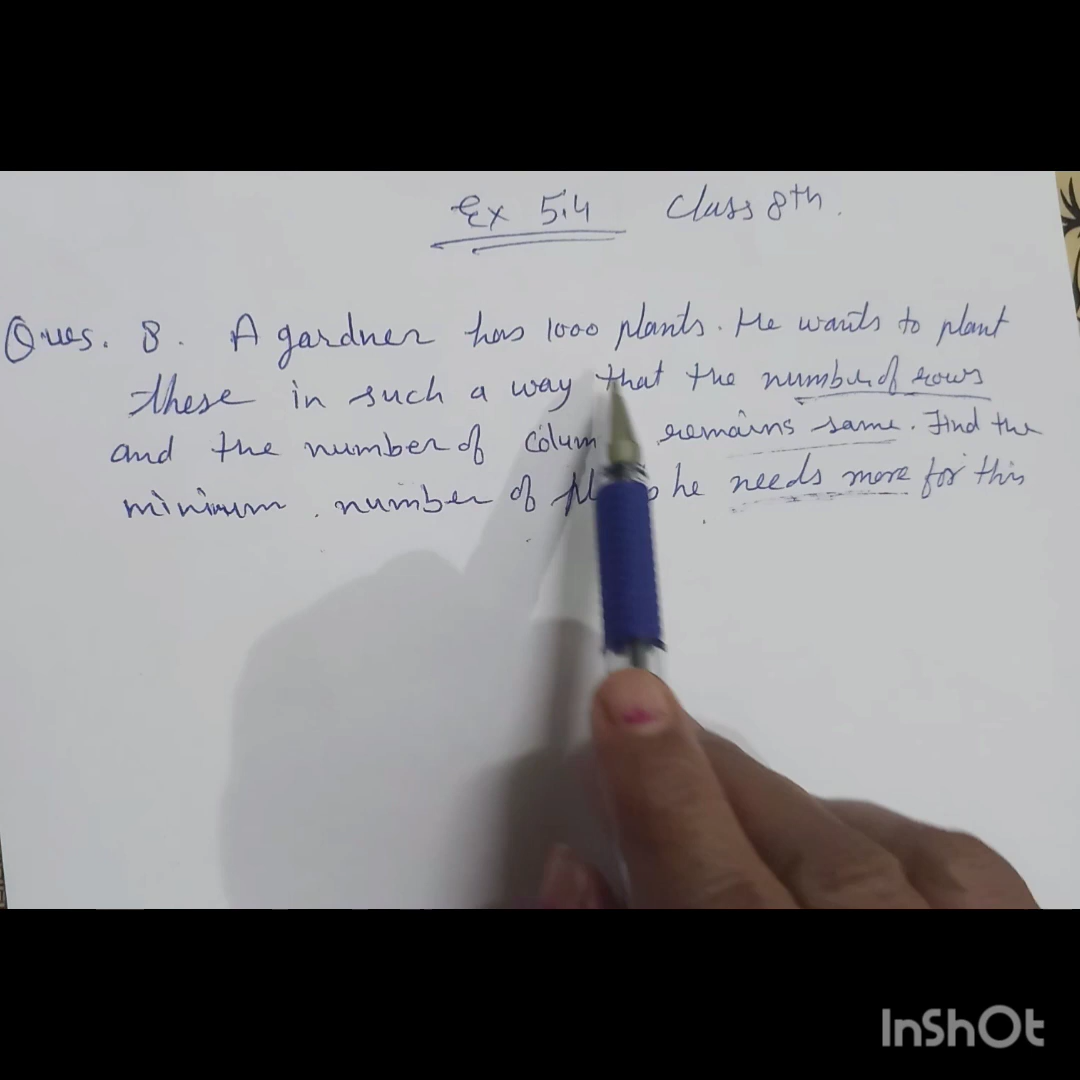 Ex 5.4 Class 8th.
Ques. 8. A gardner has 1000 plants. He wants to plant
these in such a way that the number of rows
and the number of colum remains same. Find the
minimum number of he needs more for this
InShOt